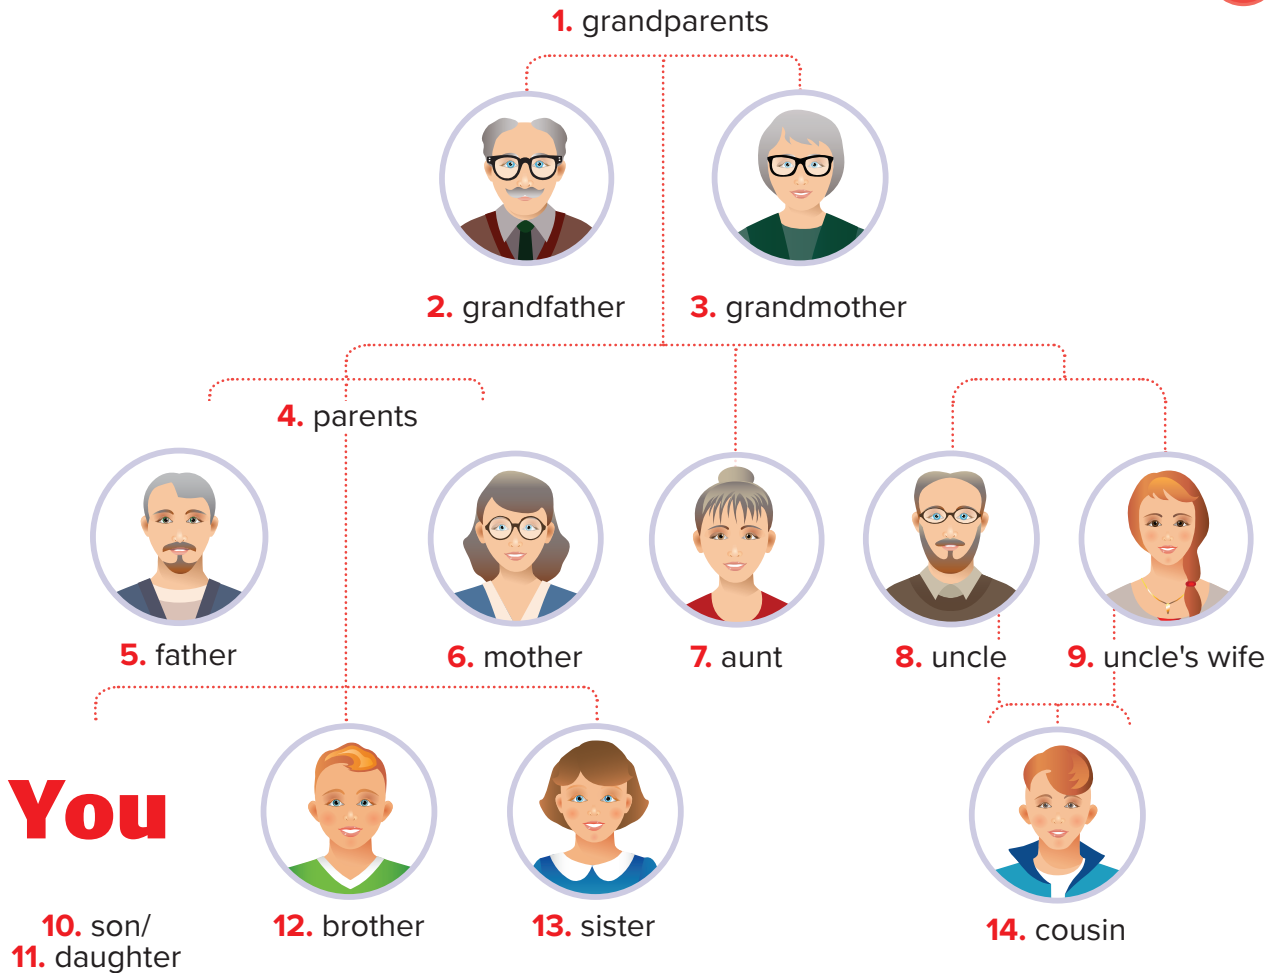 1. grandparents
2. grandfather
3. grandmother
4. parents
5. father
6. mother
7. aunt
8. uncle
9. uncle's wife
You
10. son/
11. daughter
12. brother
13. sister
14. cousin